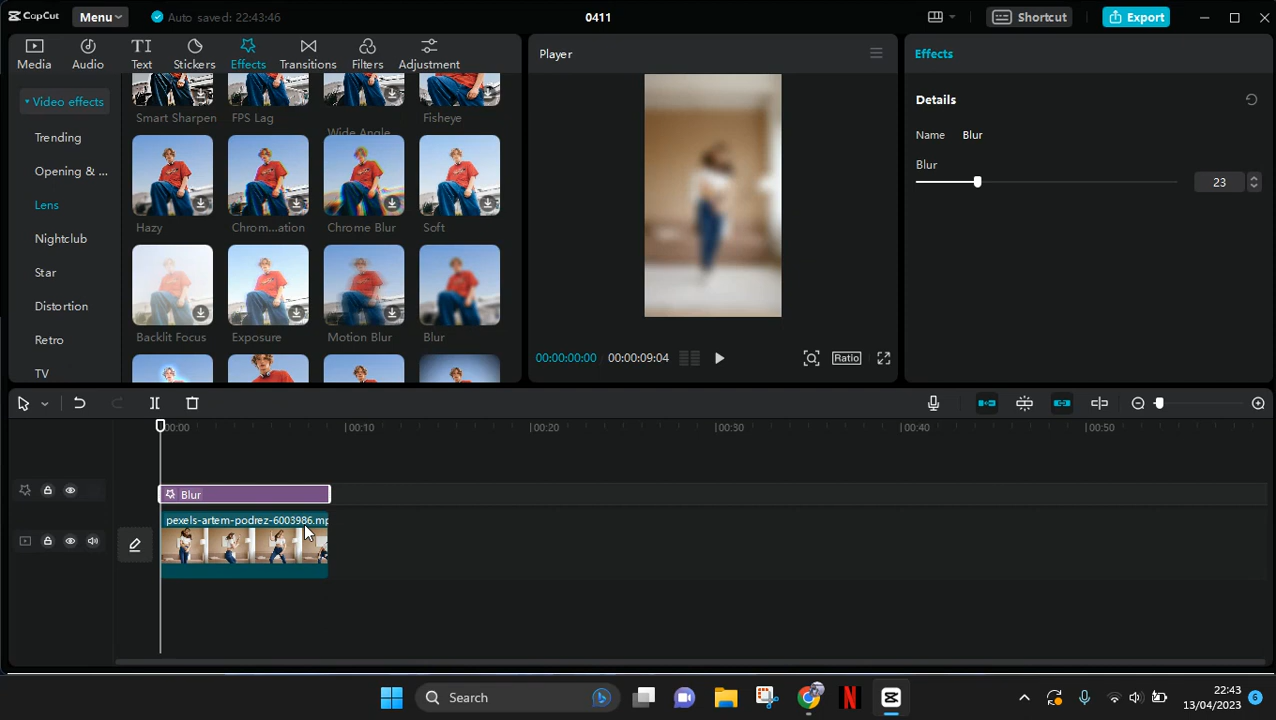 CapCut
Menu
Auto saved: 22:43:46
0411
Shortcut
Export
Media
Audio
Text
Stickers
Effects
Transitions
Filters
Adjustment
Video effects
Trending
Opening & ...
Lens
Nightclub
Star
Distortion
Retro
TV
Smart Sharpen
FPS Lag
Wide Angle
Fisheye
Hazy
Chrom...ation
Chrome Blur
Soft
Backlit Focus
Exposure
Motion Blur
Blur
Player
00:00:00:00
00:00:09:04
Ratio
Effects
Details
Name Blur
Blur
23
00:00
00:10
00:20
00:30
00:40
00:50
Blur
pexels-artem-podrez-6003986.mp
Search
22:43
13/04/2023
6